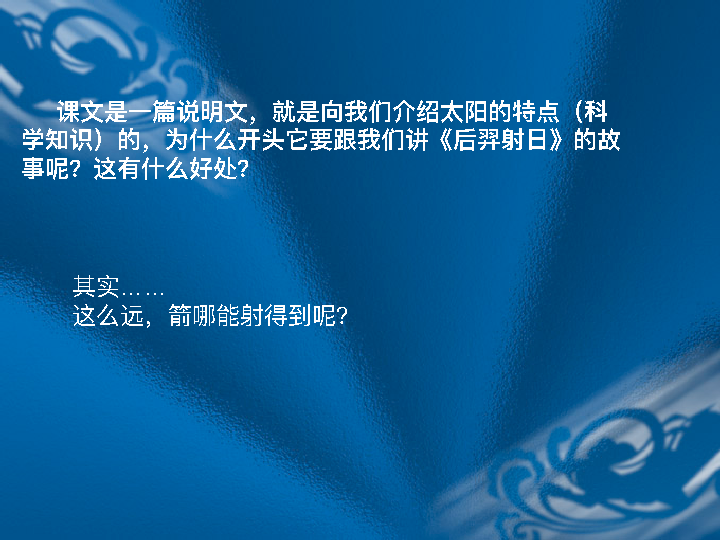 课文是一篇说明文，就是向我们介绍太阳的特点（科
学知识）的，为什么开头它要跟我们讲《后羿射日》的故
事呢？这有什么好处？
其实……
这么远，箭哪能射得到呢？